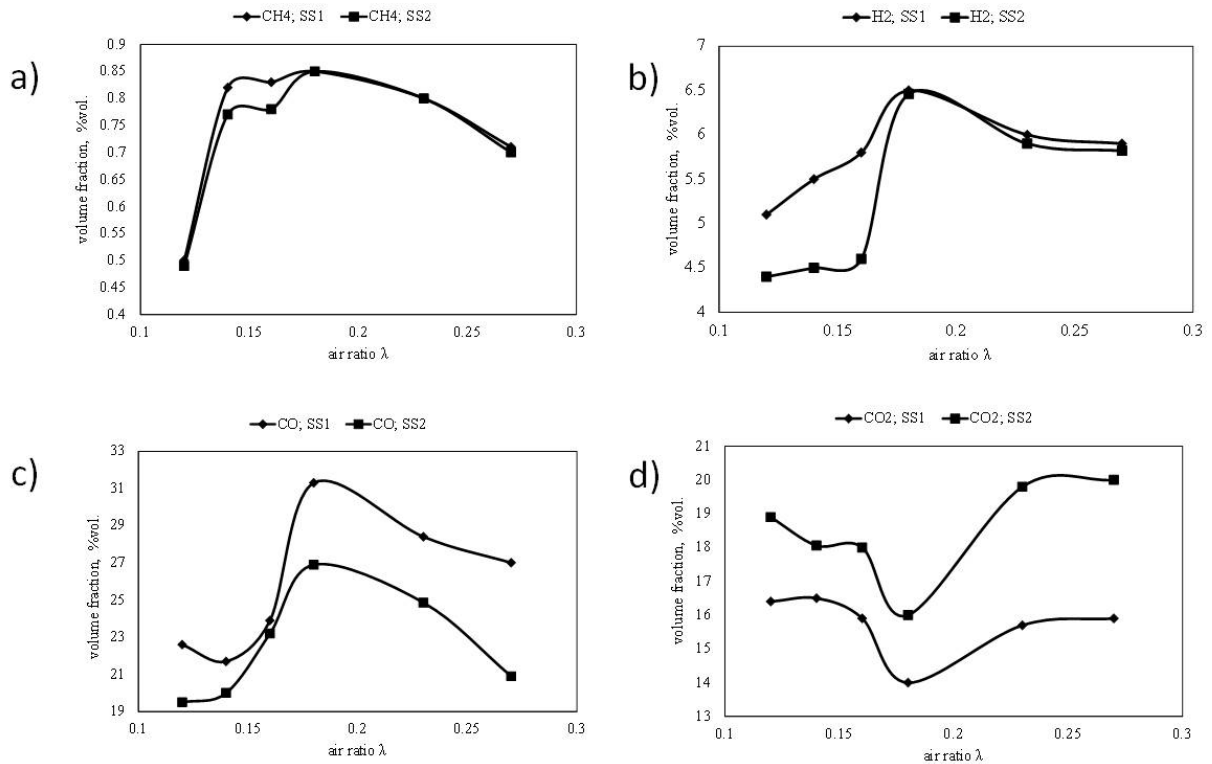 CH4; SS1 CH4; SS2
a)
volume fraction, %vol.
0.9
0.85
0.8
0.75
0.7
0.65
0.6
0.55
0.5
0.45
0.4
0.1 0.15 0.2 0.25 0.3
air ratio λ
H2; SS1 H2; SS2
b)
volume fraction, %vol.
7
6.5
6
5.5
5
4.5
4
0.1 0.15 0.2 0.25 0.3
air ratio λ
CO; SS1 CO; SS2
c)
volume fraction, %vol.
33
31
29
27
25
23
21
19
0.1 0.15 0.2 0.25 0.3
air ratio λ
CO2; SS1 CO2; SS2
d)
volume fraction, %vol.
21
20
19
18
17
16
15
14
13
0.1 0.15 0.2 0.25 0.3
air ratio λ